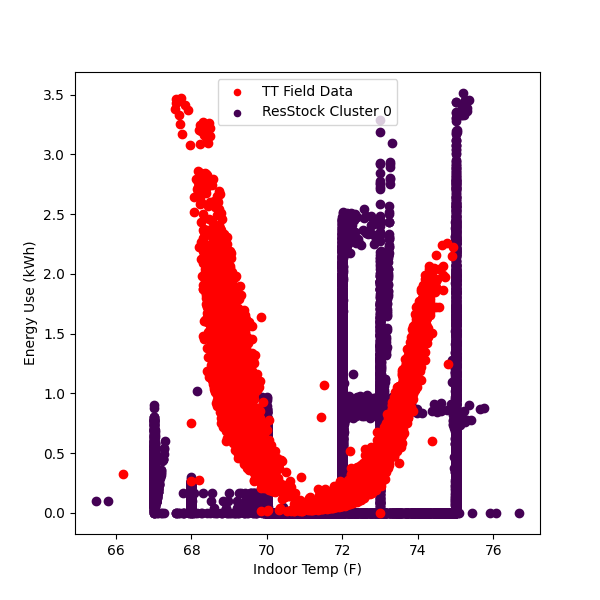 TT Field Data
ResStock Cluster 0
Energy Use (kWh)
3.5
3.0
2.5
2.0
1.5
1.0
0.5
0.0
66 68 70 72 74 76
Indoor Temp (F)